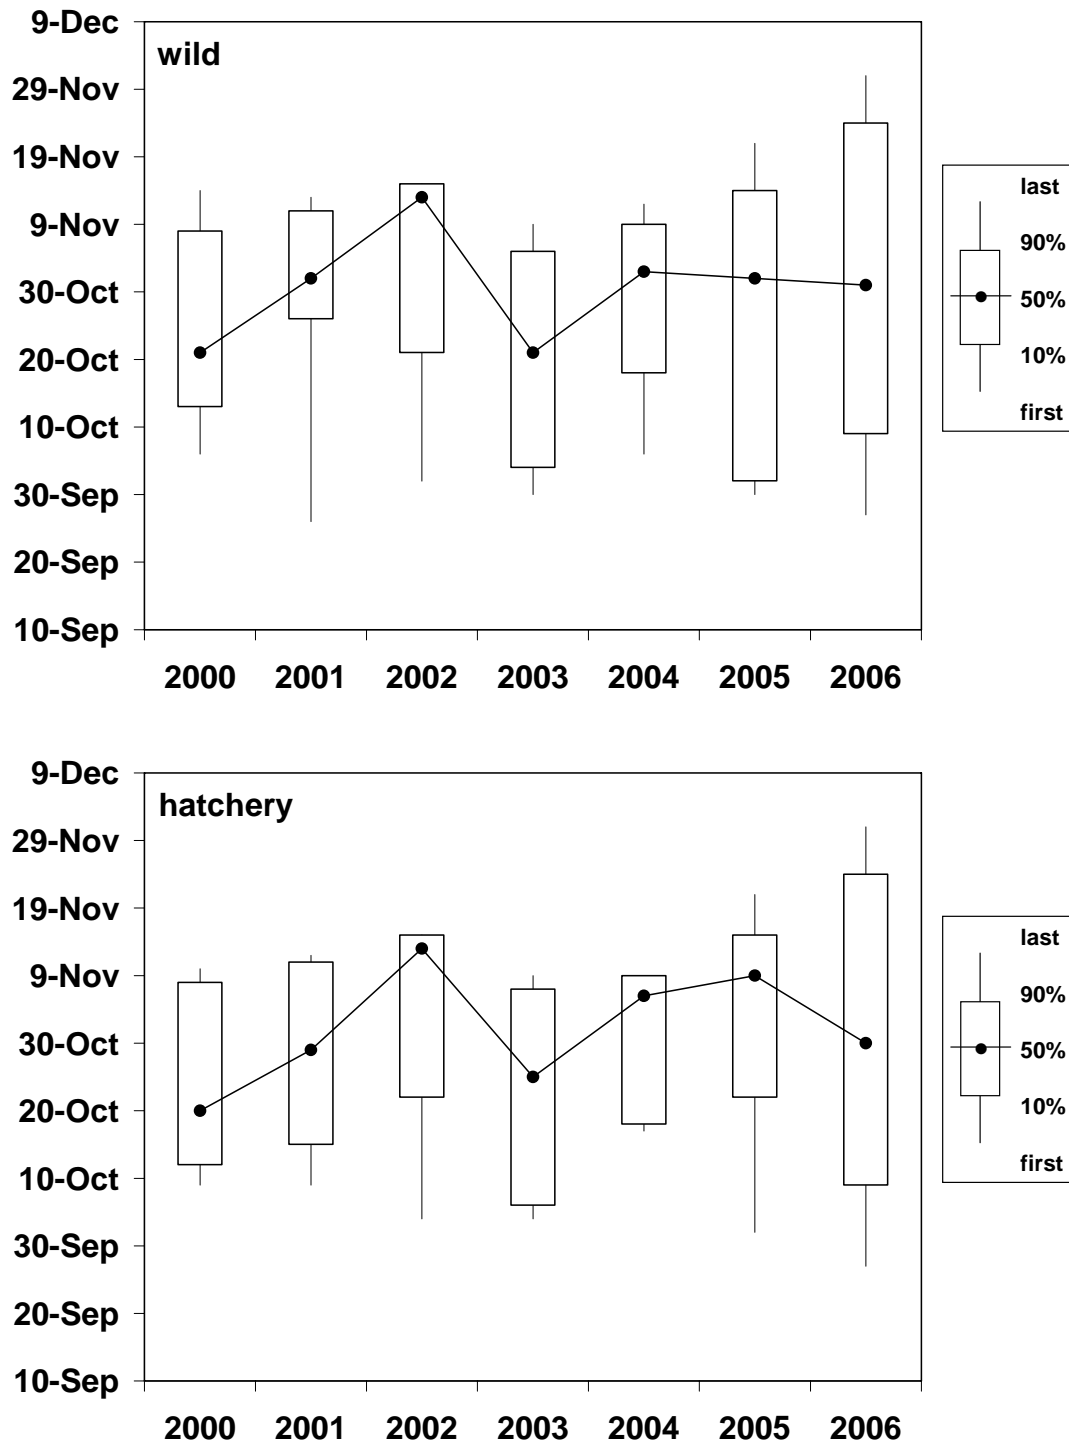 9-Dec
wild
29-Nov
19-Nov
9-Nov
30-Oct
20-Oct
10-Oct
30-Sep
20-Sep
10-Sep
2000 2001 2002 2003 2004 2005 2006
last
90%
50%
10%
first
9-Dec
hatchery
29-Nov
19-Nov
9-Nov
30-Oct
20-Oct
10-Oct
30-Sep
20-Sep
10-Sep
2000 2001 2002 2003 2004 2005 2006
last
90%
50%
10%
first